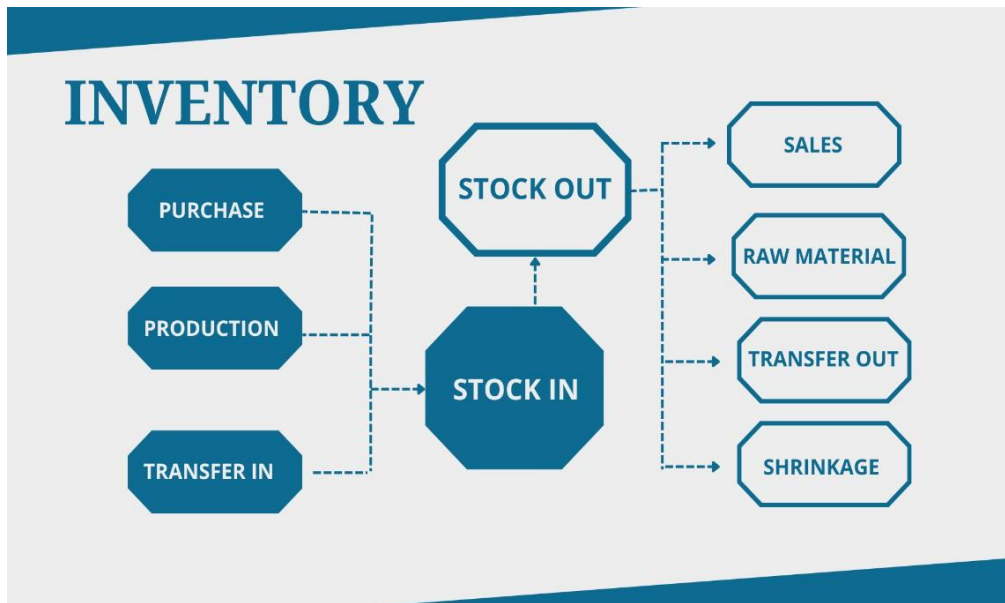 INVENTORY
PURCHASE
PRODUCTION
TRANSFER IN
STOCK IN
STOCK OUT
SALES
RAW MATERIAL
TRANSFER OUT
SHRINKAGE